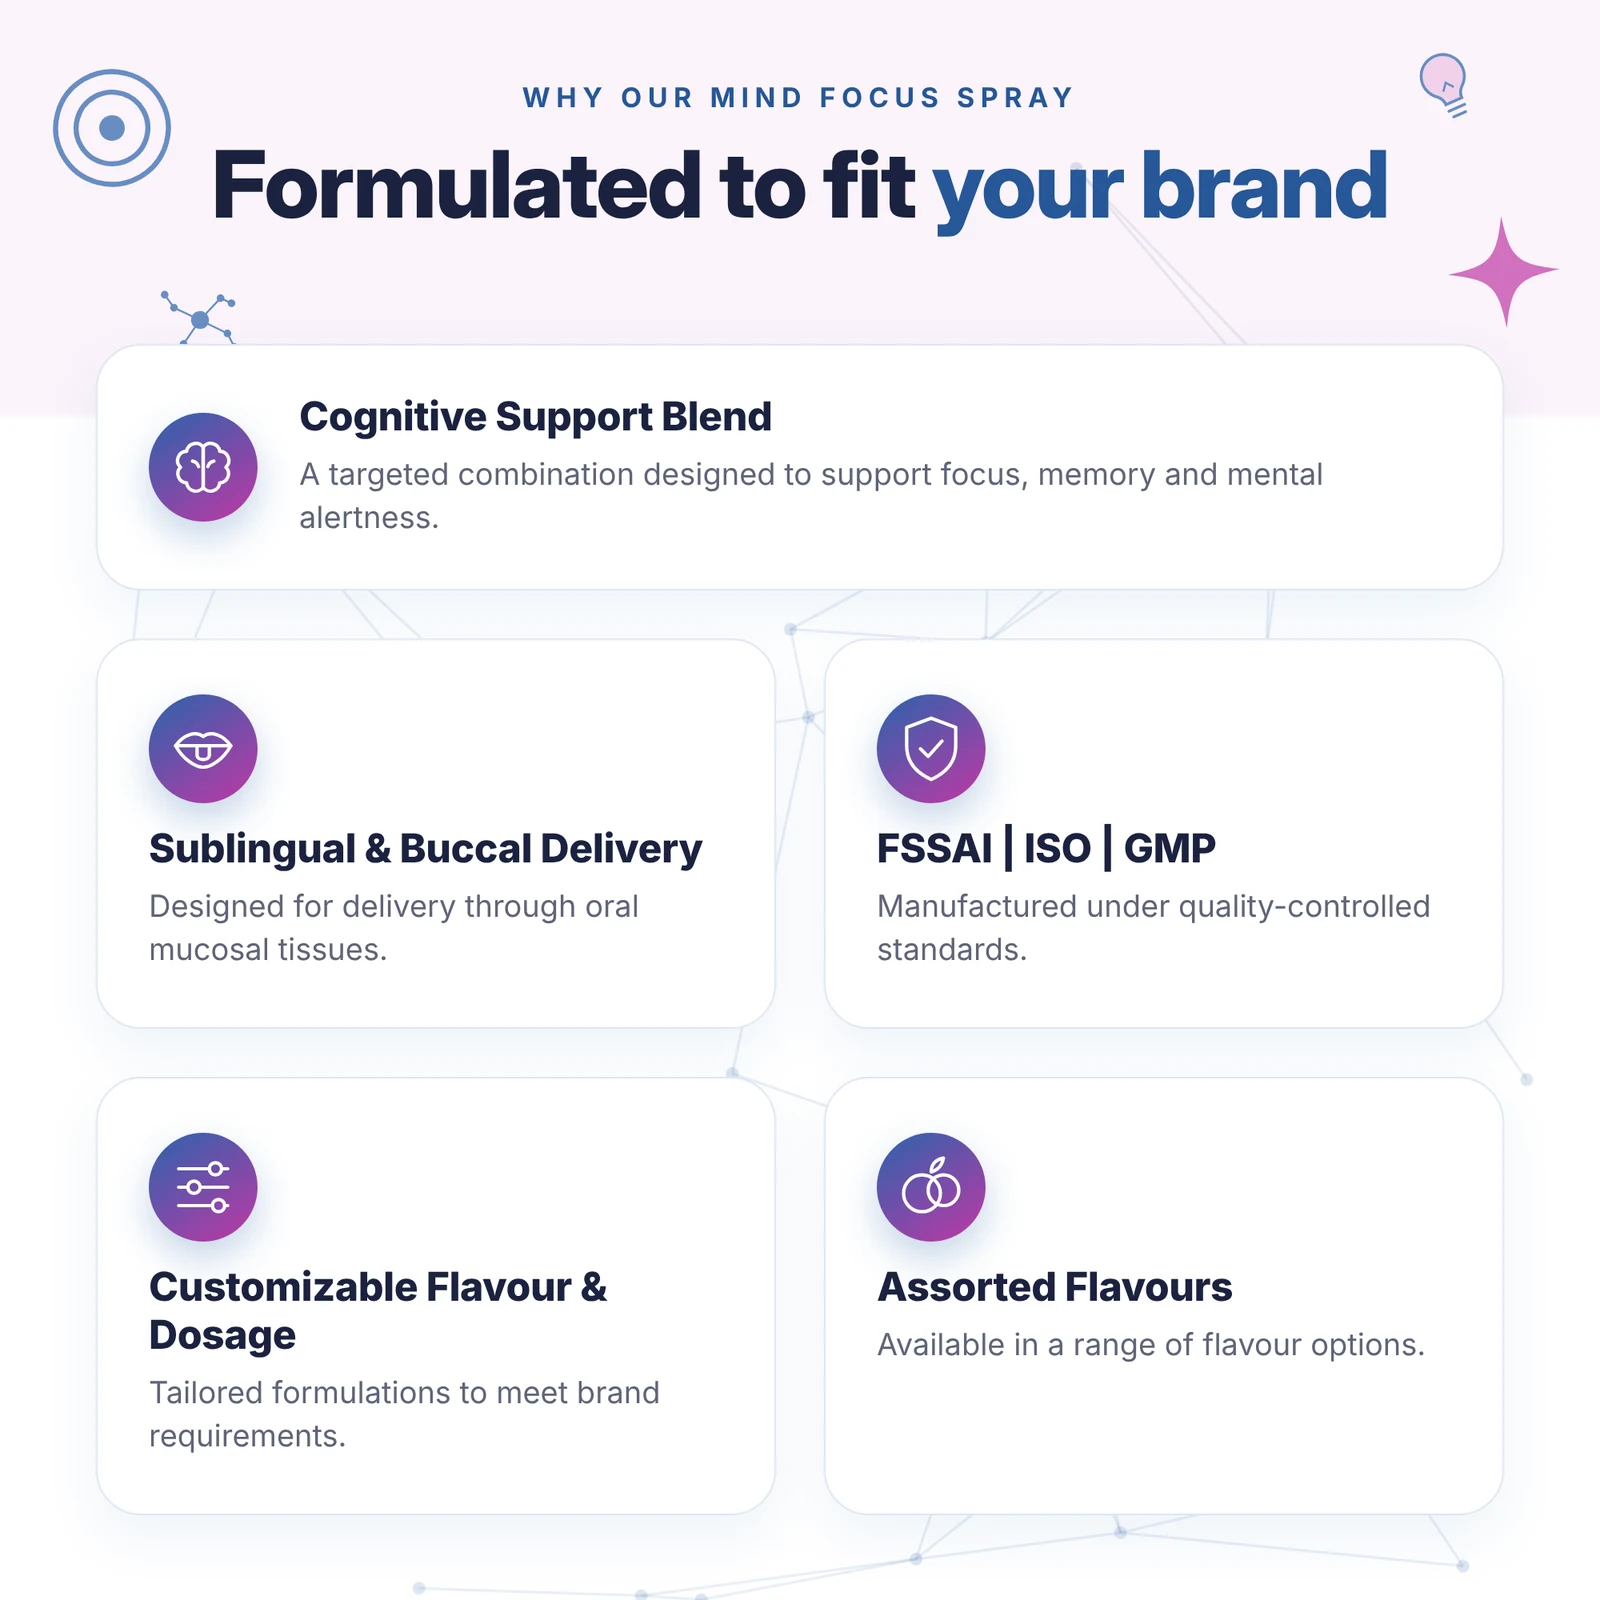 WHY OUR MIND FOCUS SPRAY
Formulated to fit your brand
Cognitive Support Blend
A targeted combination designed to support focus, memory and mental
alertness.
Sublingual & Buccal Delivery
Designed for delivery through oral
mucosal tissues.
FSSAI | ISO | GMP
Manufactured under quality-controlled
standards.
Customizable Flavour &
Dosage
Tailored formulations to meet brand
requirements.
Assorted Flavours
Available in a range of flavour options.